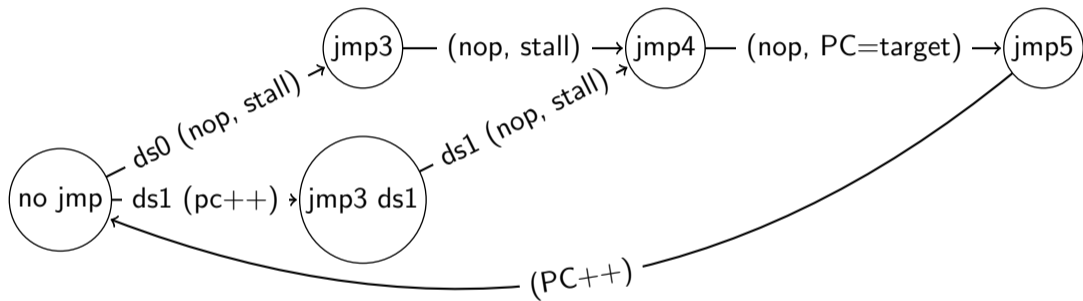 jmp3 (nop, stall) jmp4 (nop, PC=target) jmp5
ds0 (nop, stall)
ds1 (nop, stall)
no jmp ds1 (pc++) jmp3 ds1
(PC++)